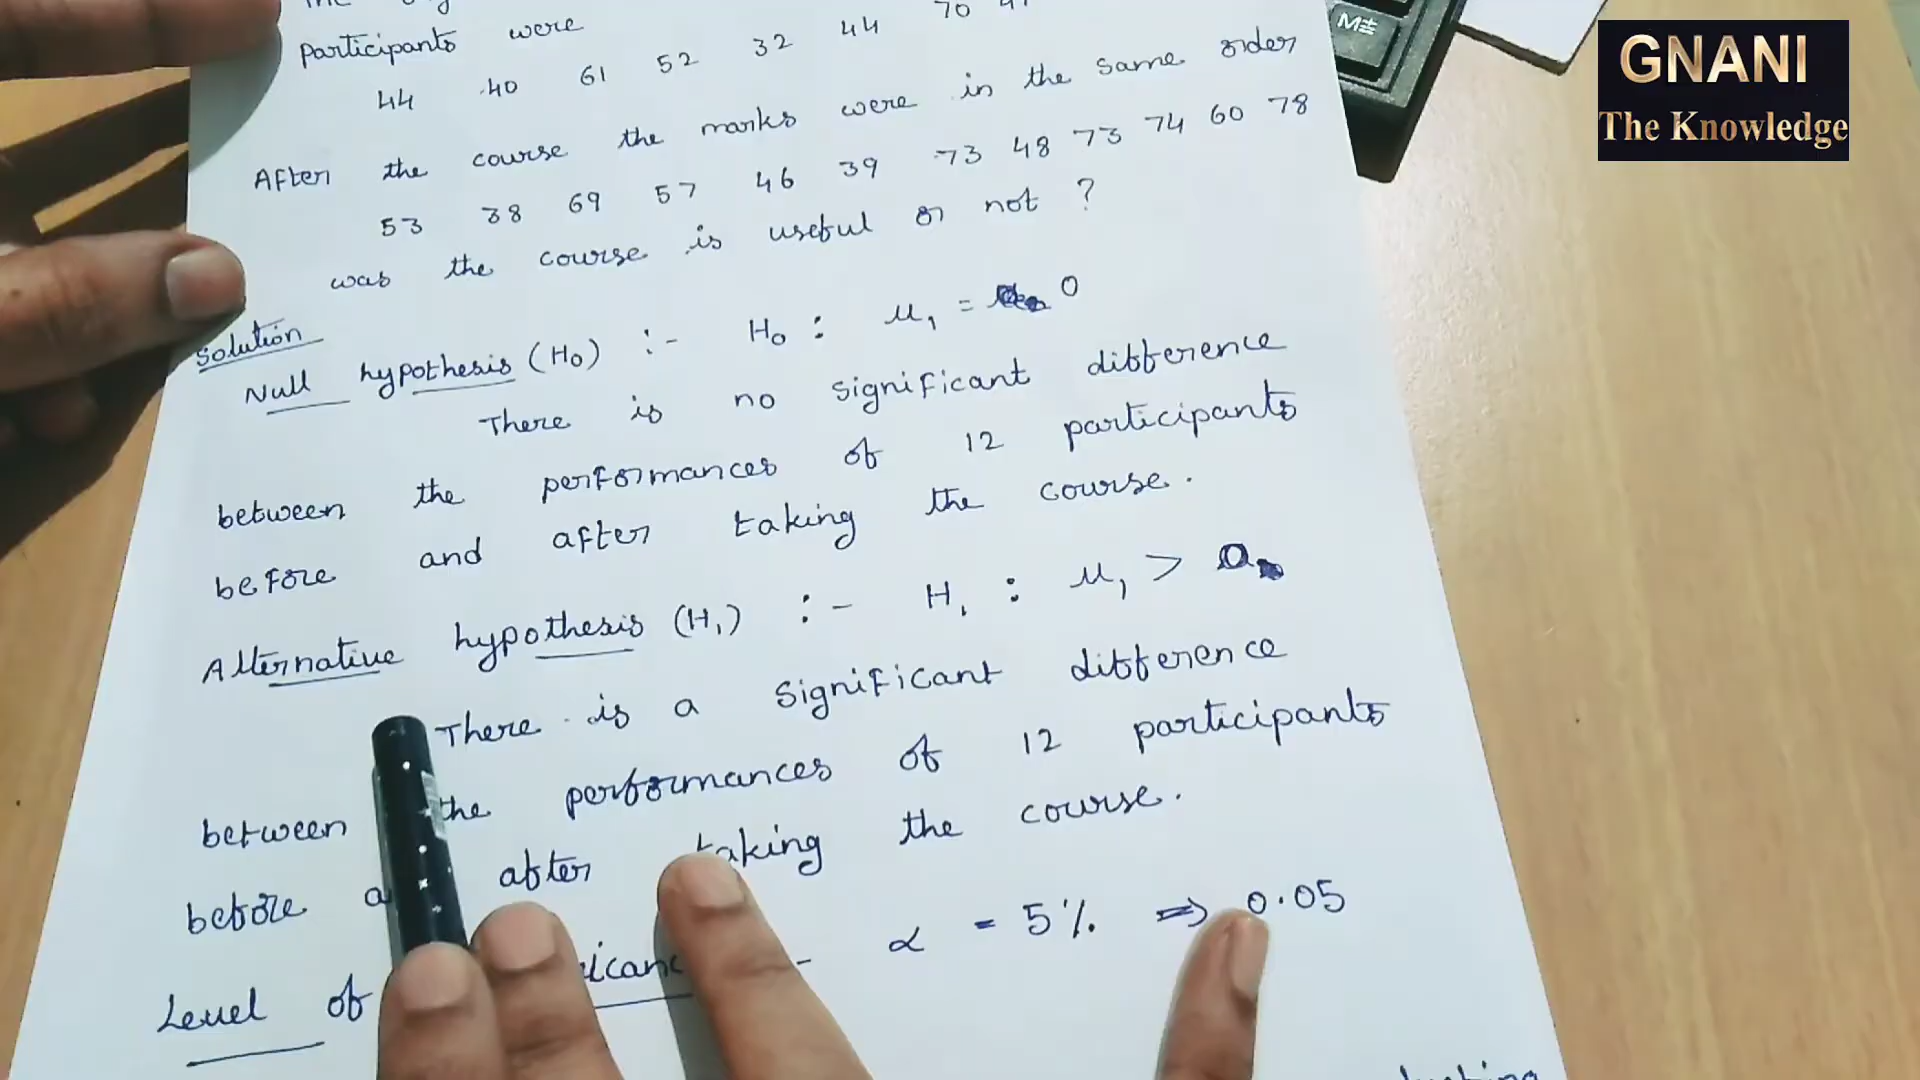 Participants were
44 40 61 52 32 44 70
After the course the marks were in the same order
53 38 69 57 46 39 73 48 73 74 60 78
was the course is useful or not ?
Solution
Null hypothesis (H0) :- H0 : μ1 = 0
There is no significant difference
between the performances of 12 participants
before and after taking the course.
Alternative hypothesis (H1) :- H1 : μ1 > 0
There is a significant difference
between the performances of 12 participants
before after taking the course.
Level of - α = 5% ⇒ 0.05
M±
GNANI
The Knowledge